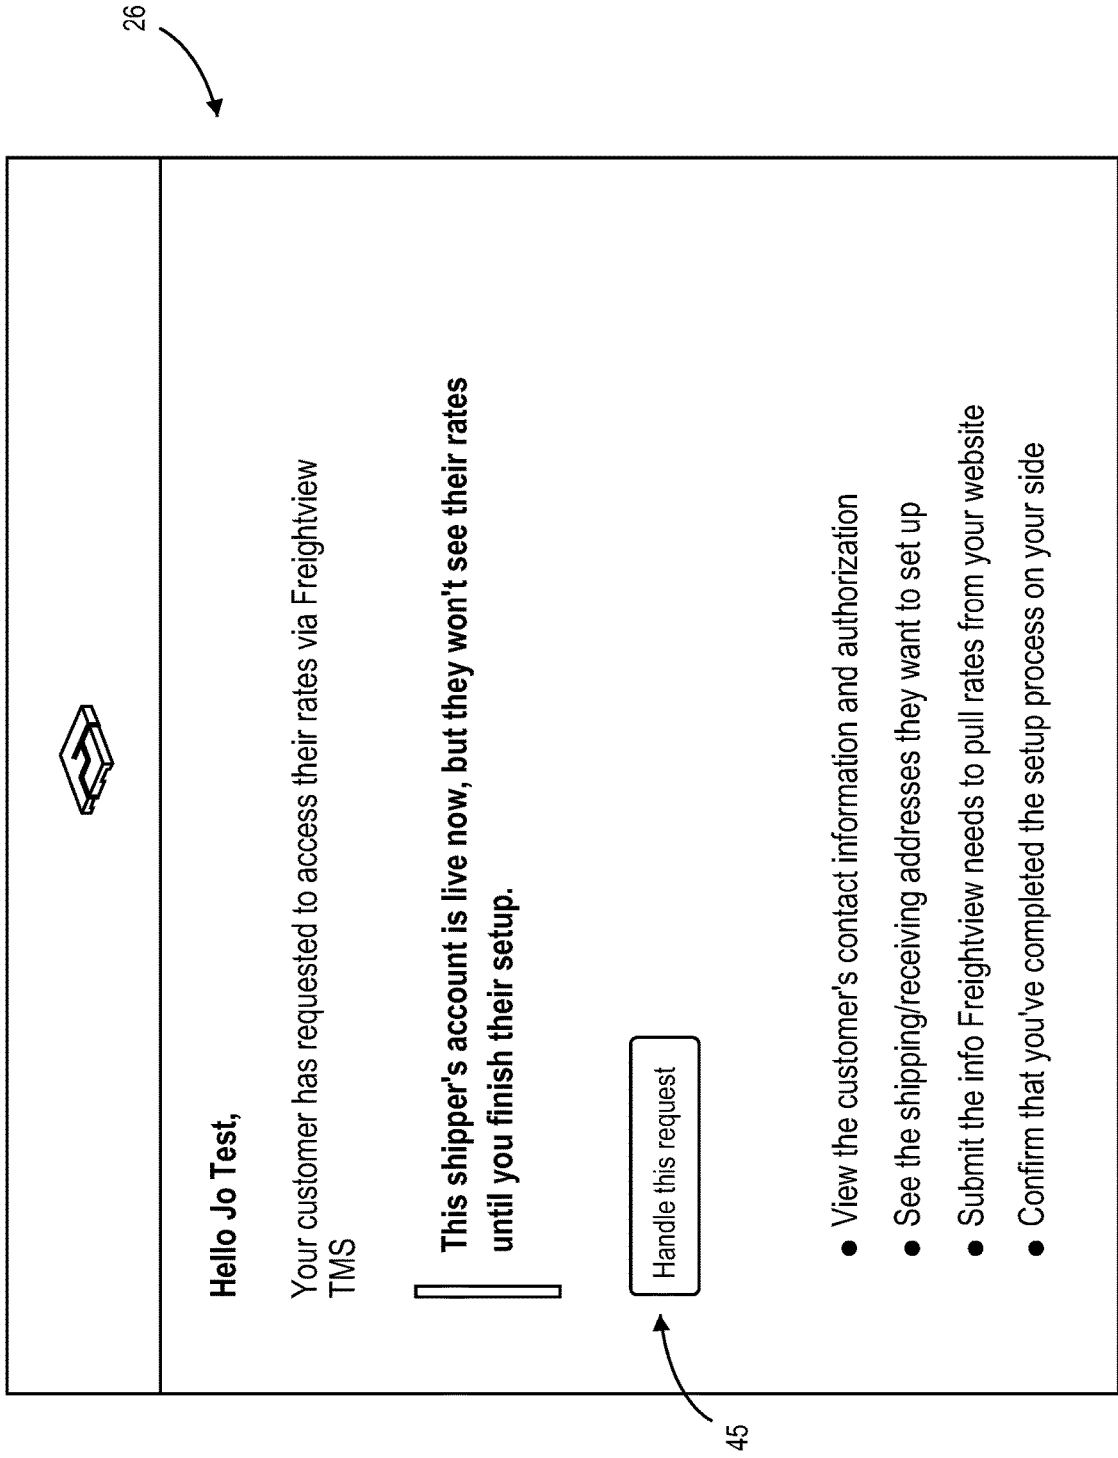 26
Hello Jo Test,
Your customer has requested to access their rates via Freightview
TMS
This shipper's account is live now, but they won't see their rates
until you finish their setup.
Handle this request
45
● View the customer's contact information and authorization
● See the shipping/receiving addresses they want to set up
● Submit the info Freightview needs to pull rates from your website
● Confirm that you've completed the setup process on your side